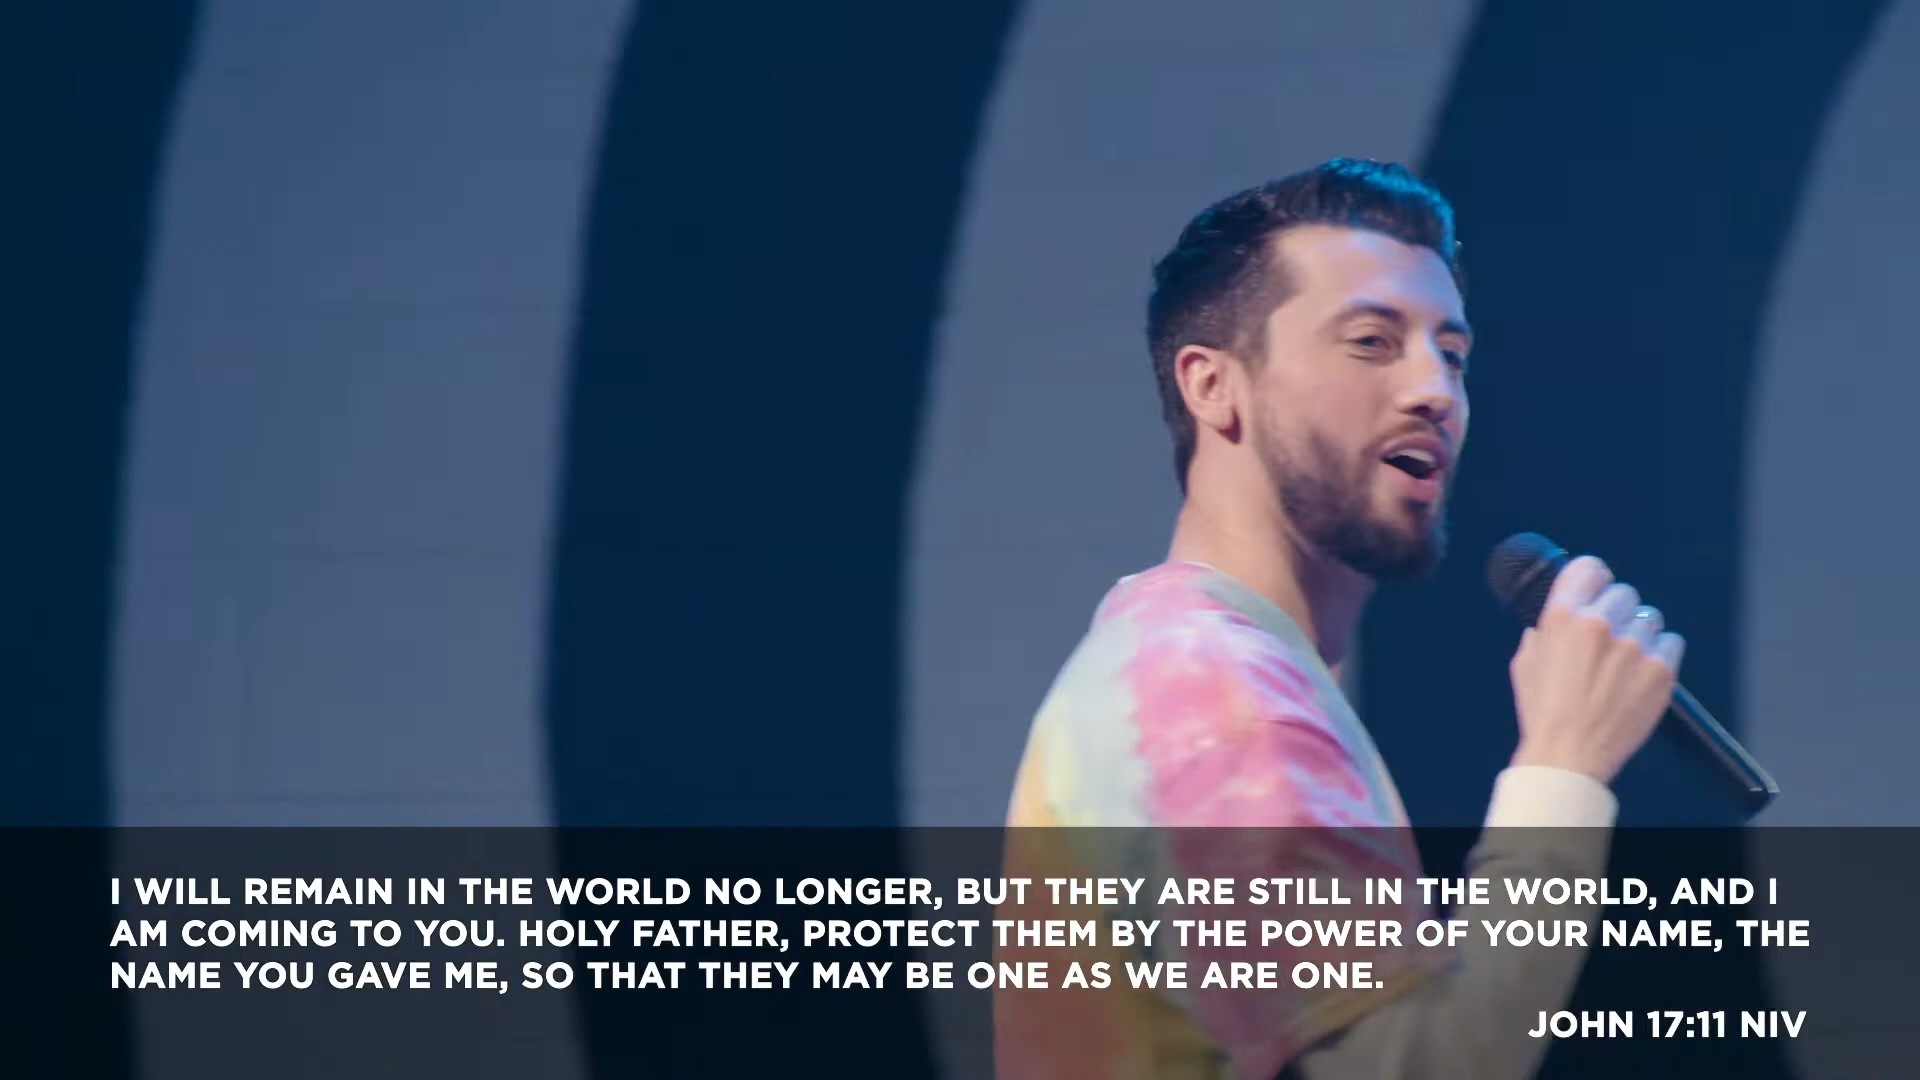 I WILL REMAIN IN THE WORLD NO LONGER, BUT THEY ARE STILL IN THE WORLD, AND I
AM COMING TO YOU. HOLY FATHER, PROTECT THEM BY THE POWER OF YOUR NAME, THE
NAME YOU GAVE ME, SO THAT THEY MAY BE ONE AS WE ARE ONE.
JOHN 17:11 NIV